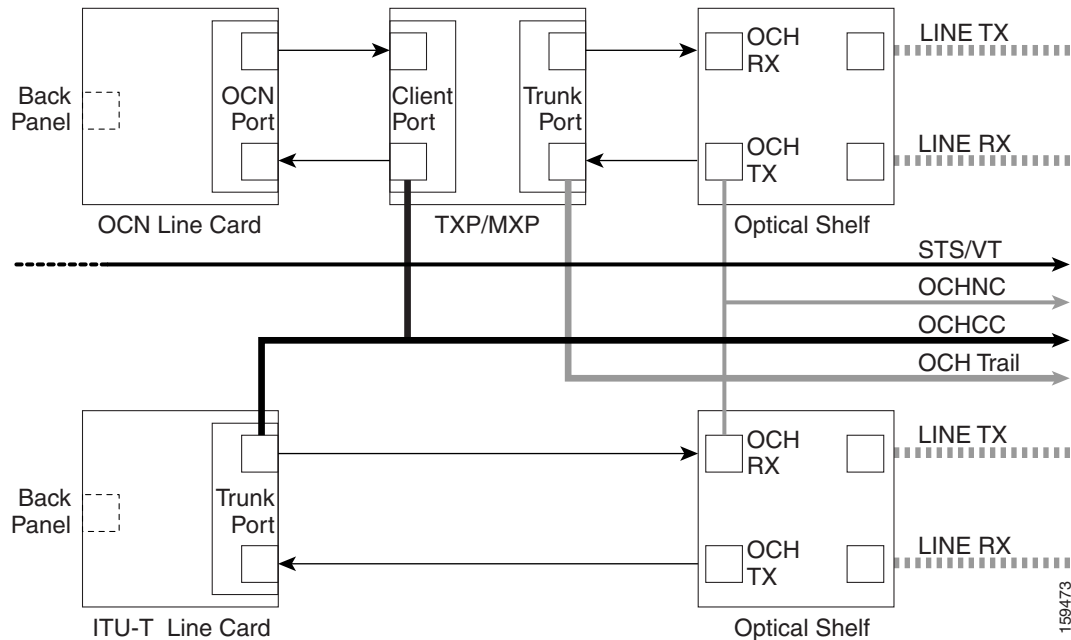 OCH
RX
LINE TX
Back
Panel
OCN
Port
Client
Port
Trunk
Port
OCH
TX
LINE RX
OCN Line Card
TXP/MXP
Optical Shelf
STS/VT
OCHNC
OCHCC
OCH Trail
OCH
RX
LINE TX
Back
Panel
Trunk
Port
OCH
TX
LINE RX
ITU-T Line Card
Optical Shelf
159473